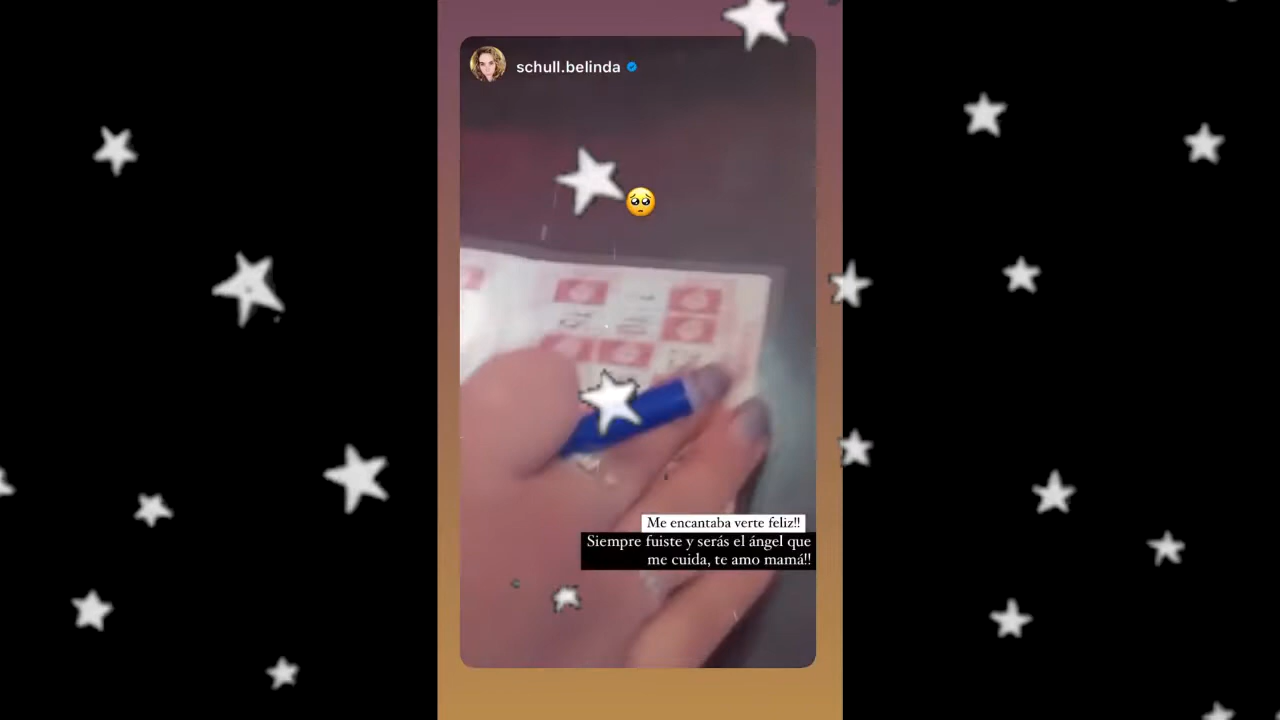 schull.belinda
Me encantaba verte feliz!!
Siempre fuiste y serás el ángel que
me cuida, te amo mamá!!